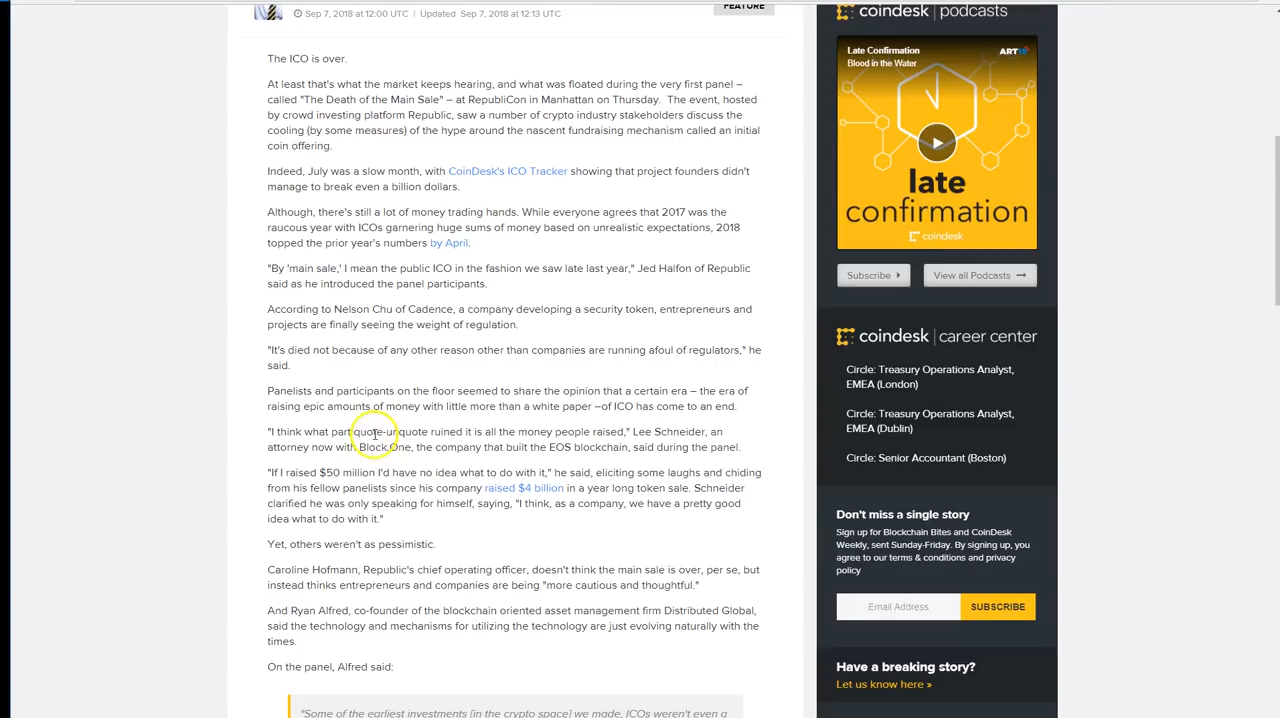 Sep 7, 2018 at 12:00 UTC | Updated Sep 7, 2018 at 12:13 UTC
FEATURE
The ICO is over.
At least that's what the market keeps hearing, and what was floated during the very first panel –
called "The Death of the Main Sale" – at RepubliCon in Manhattan on Thursday. The event, hosted
by crowd investing platform Republic, saw a number of crypto industry stakeholders discuss the
cooling (by some measures) of the hype around the nascent fundraising mechanism called an initial
coin offering.
Indeed, July was a slow month, with CoinDesk's ICO Tracker showing that project founders didn't
manage to break even a billion dollars.
Although, there's still a lot of money trading hands. While everyone agrees that 2017 was the
raucous year with ICOs garnering huge sums of money based on unrealistic expectations, 2018
topped the prior year's numbers by April.
"By 'main sale,' I mean the public ICO in the fashion we saw late last year," Jed Halfon of Republic
said as he introduced the panel participants.
According to Nelson Chu of Cadence, a company developing a security token, entrepreneurs and
projects are finally seeing the weight of regulation.
"It's died not because of any other reason other than companies are running afoul of regulators," he
said.
Panelists and participants on the floor seemed to share the opinion that a certain era – the era of
raising epic amounts of money with little more than a white paper –of ICO has come to an end.
"I think what part quote-unquote ruined it is all the money people raised," Lee Schneider, an
attorney now with Block.one, the company that built the EOS blockchain, said during the panel.
"If I raised $50 million I'd have no idea what to do with it," he said, eliciting some laughs and chiding
from his fellow panelists since his company raised $4 billion in a year long token sale. Schneider
clarified he was only speaking for himself, saying, "I think, as a company, we have a pretty good
idea what to do with it."
Yet, others weren't as pessimistic.
Caroline Hofmann, Republic's chief operating officer, doesn't think the main sale is over, per se, but
instead thinks entrepreneurs and companies are being "more cautious and thoughtful."
And Ryan Alfred, co-founder of the blockchain oriented asset management firm Distributed Global,
said the technology and mechanisms for utilizing the technology are just evolving naturally with the
times.
On the panel, Alfred said:
"Some of the earliest investments [in the crypto space] we made, ICOs weren't even a
coindesk | podcasts
Late Confirmation
Blood in the Water
ART19
late
confirmation
coindesk
Subscribe
View all Podcasts
coindesk | career center
Circle: Treasury Operations Analyst,
EMEA (London)
Circle: Treasury Operations Analyst,
EMEA (Dublin)
Circle: Senior Accountant (Boston)
Don't miss a single story
Sign up for Blockchain Bites and CoinDesk
Weekly, sent Sunday-Friday. By signing up, you
agree to our terms & conditions and privacy
policy
Email Address
SUBSCRIBE
Have a breaking story?
Let us know here »